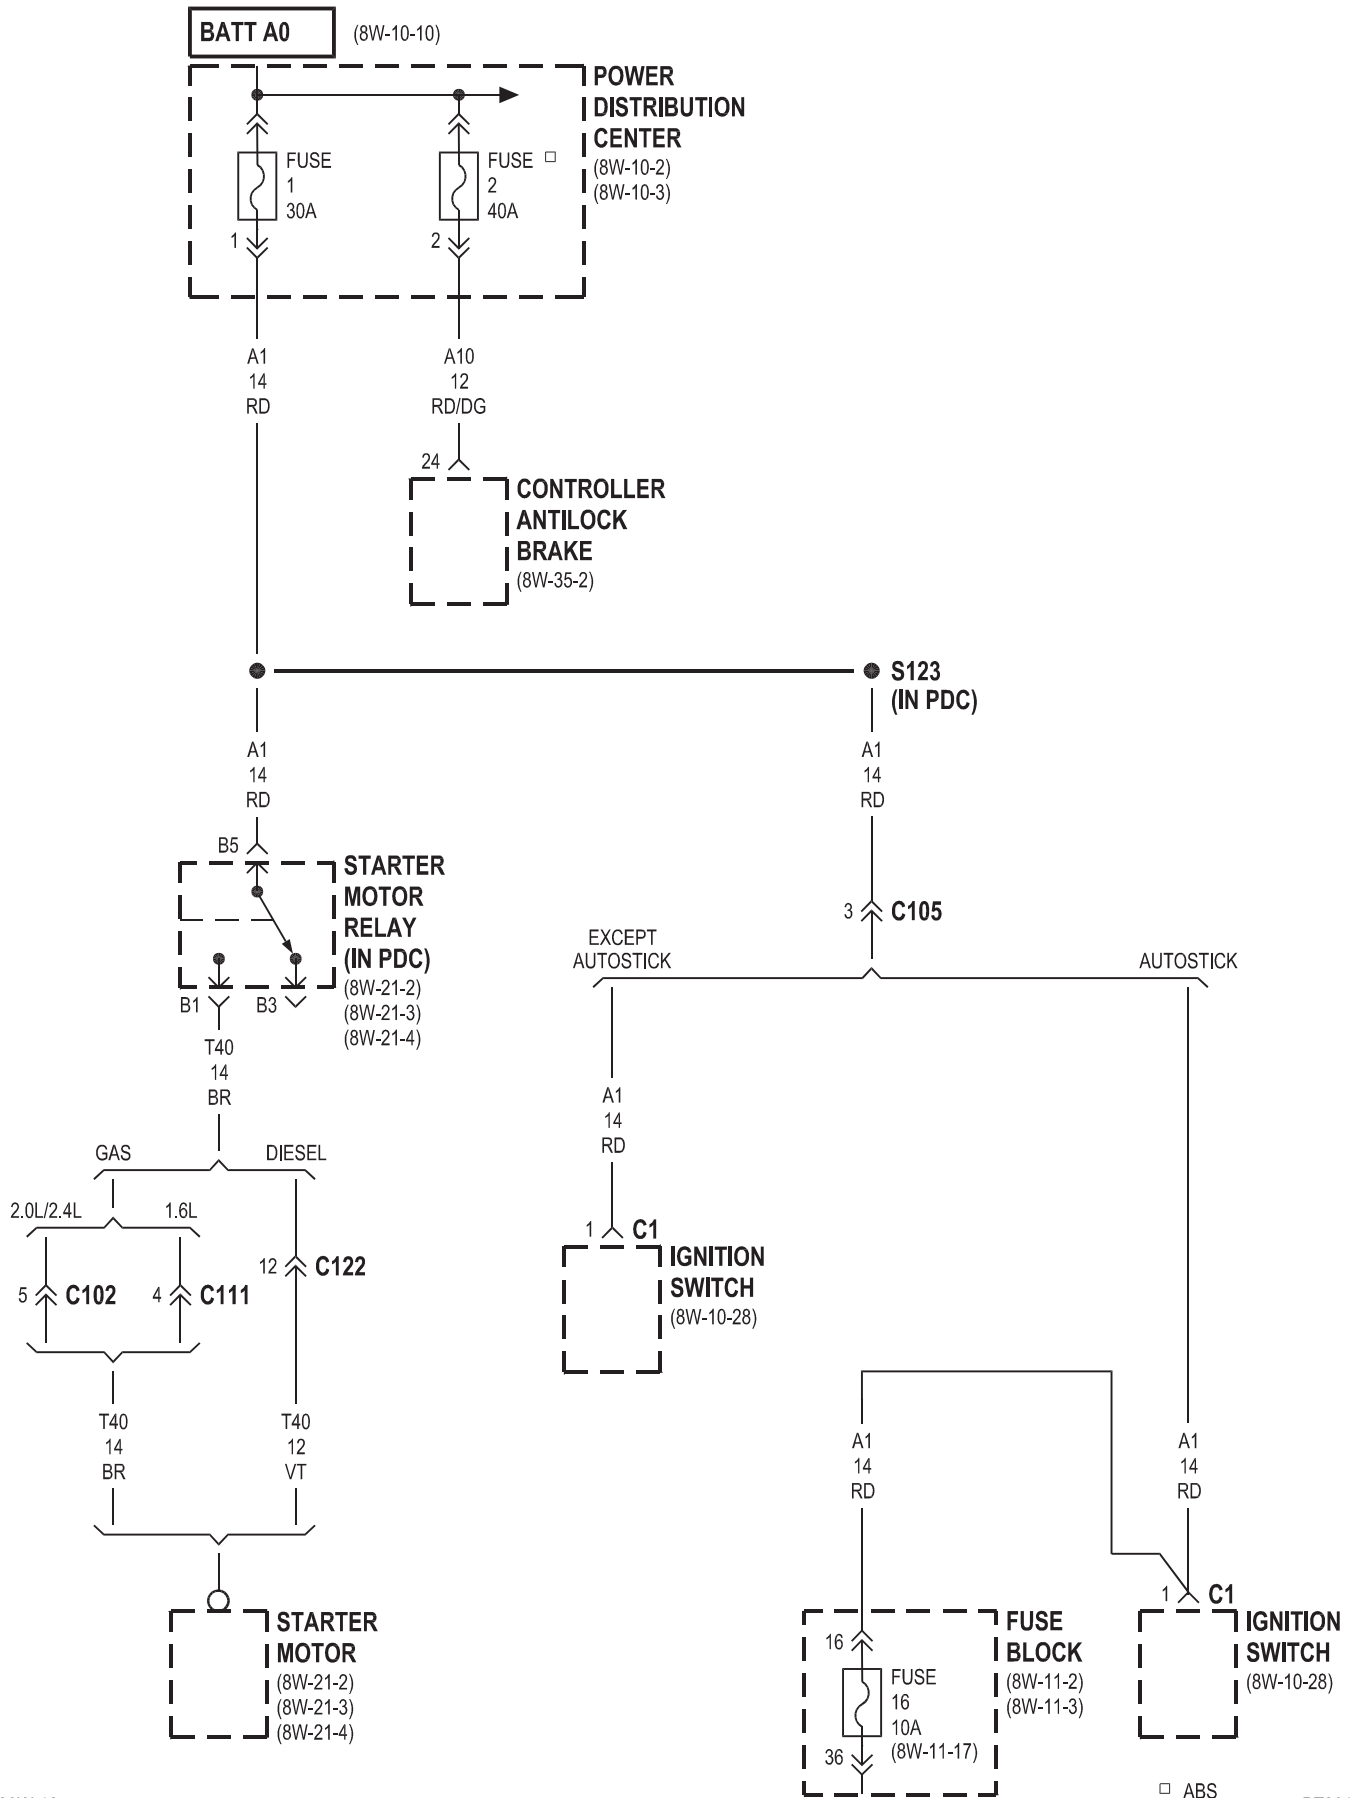 BATT A0
(8W-10-10)
POWER
DISTRIBUTION
CENTER
(8W-10-2)
(8W-10-3)
FUSE
1
30A
FUSE □
2
40A
1
2
A1
14
RD
A10
12
RD/DG
24
CONTROLLER
ANTILOCK
BRAKE
(8W-35-2)
S123
(IN PDC)
A1
14
RD
A1
14
RD
B5
STARTER
MOTOR
RELAY
(IN PDC)
(8W-21-2)
(8W-21-3)
(8W-21-4)
B1
B3
3
C105
EXCEPT
AUTOSTICK
AUTOSTICK
T40
14
BR
A1
14
RD
GAS
DIESEL
2.0L/2.4L
1.6L
5
C102
4
C111
12
C122
1
C1
IGNITION
SWITCH
(8W-10-28)
T40
14
BR
T40
12
VT
A1
14
RD
A1
14
RD
1
C1
STARTER
MOTOR
(8W-21-2)
(8W-21-3)
(8W-21-4)
16
FUSE
16
10A
(8W-11-17)
36
FUSE
BLOCK
(8W-11-2)
(8W-11-3)
IGNITION
SWITCH
(8W-10-28)
□ ABS